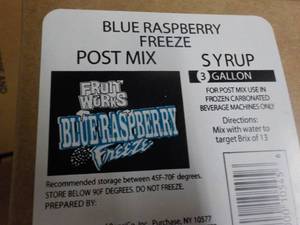 BLUE RASPBERRY
FREEZE
POST MIX
SYRUP
3 GALLON
FRUIT
WORKS
BLUE RASPBERRY
Freeze
FOR POST MIX USE IN
FROZEN CARBONATED
BEVERAGE MACHINES ONLY
Directions:
Mix with water to
target Brix of 13
Recommended storage between 45F-70F degrees.
STORE BELOW 90F DEGREES. DO NOT FREEZE.
PREPARED BY:
Purchase, NY 10577